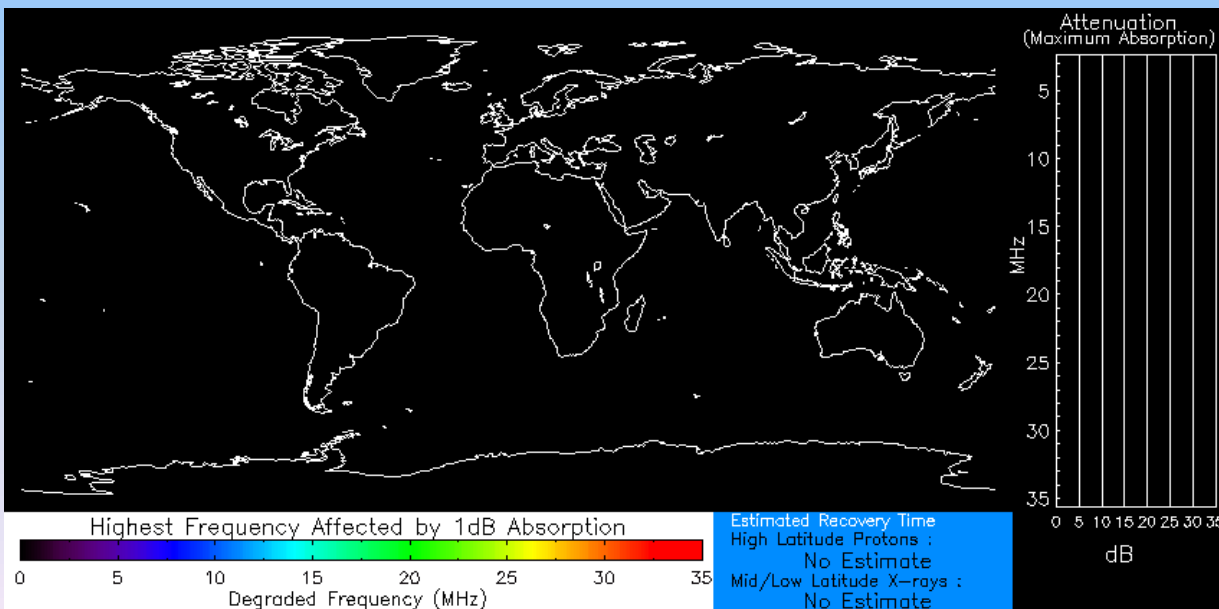 Attenuation
(Maximum Absorption)
5
10
15
20
25
30
35
MHz
0 5 10 15 20 25 30 35
dB
Highest Frequency Affected by 1dB Absorption
0 5 10 15 20 25 30 35
Degraded Frequency (MHz)
Estimated Recovery Time
High Latitude Protons :
No Estimate
Mid/Low Latitude X-rays :
No Estimate